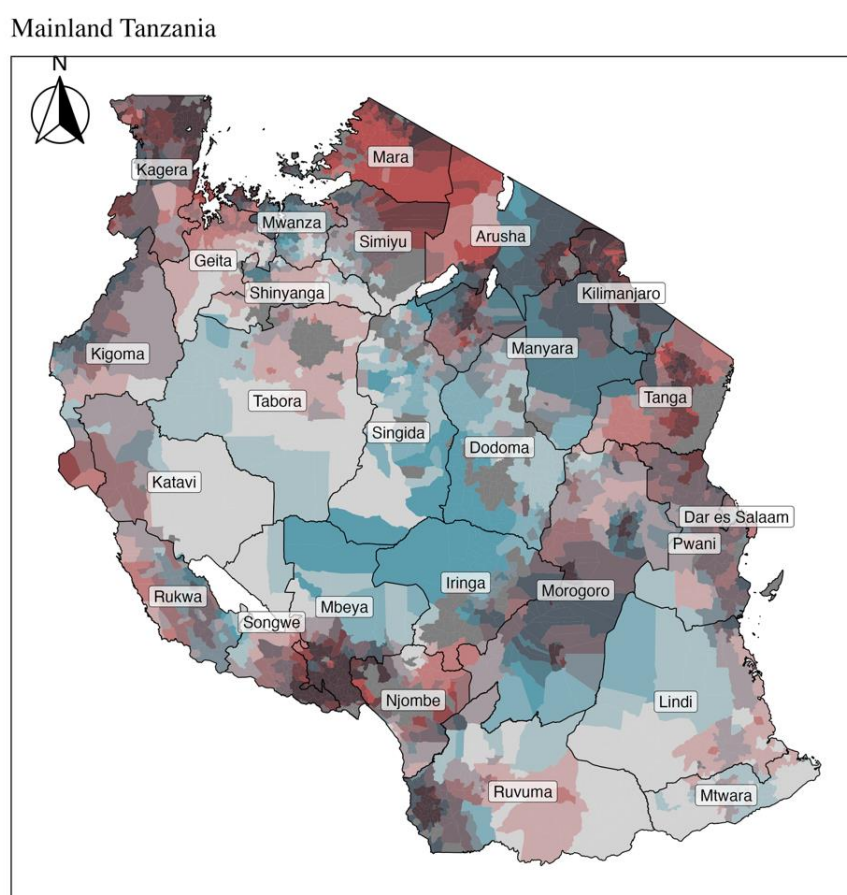 Mainland Tanzania
N
Mara
Kagera
Mwanza
Simiyu
Arusha
Geita
Shinyanga
Kilimanjaro
Kigoma
Manyara
Tabora
Tanga
Singida
Dodoma
Katavi
Dar es Salaam
Pwani
Iringa
Morogoro
Rukwa
Mbeya
Songwe
Njombe
Lindi
Ruvuma
Mtwara